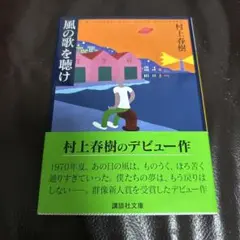 風の歌を聴け
村上春樹
村上春樹のデビュー作
1970年夏、あの日の風は、ものうく、ほろ苦く
通りすぎていった。僕たちの夢は、もう戻りは
しない――。群像新人賞を受賞したデビュー作
講談社文庫